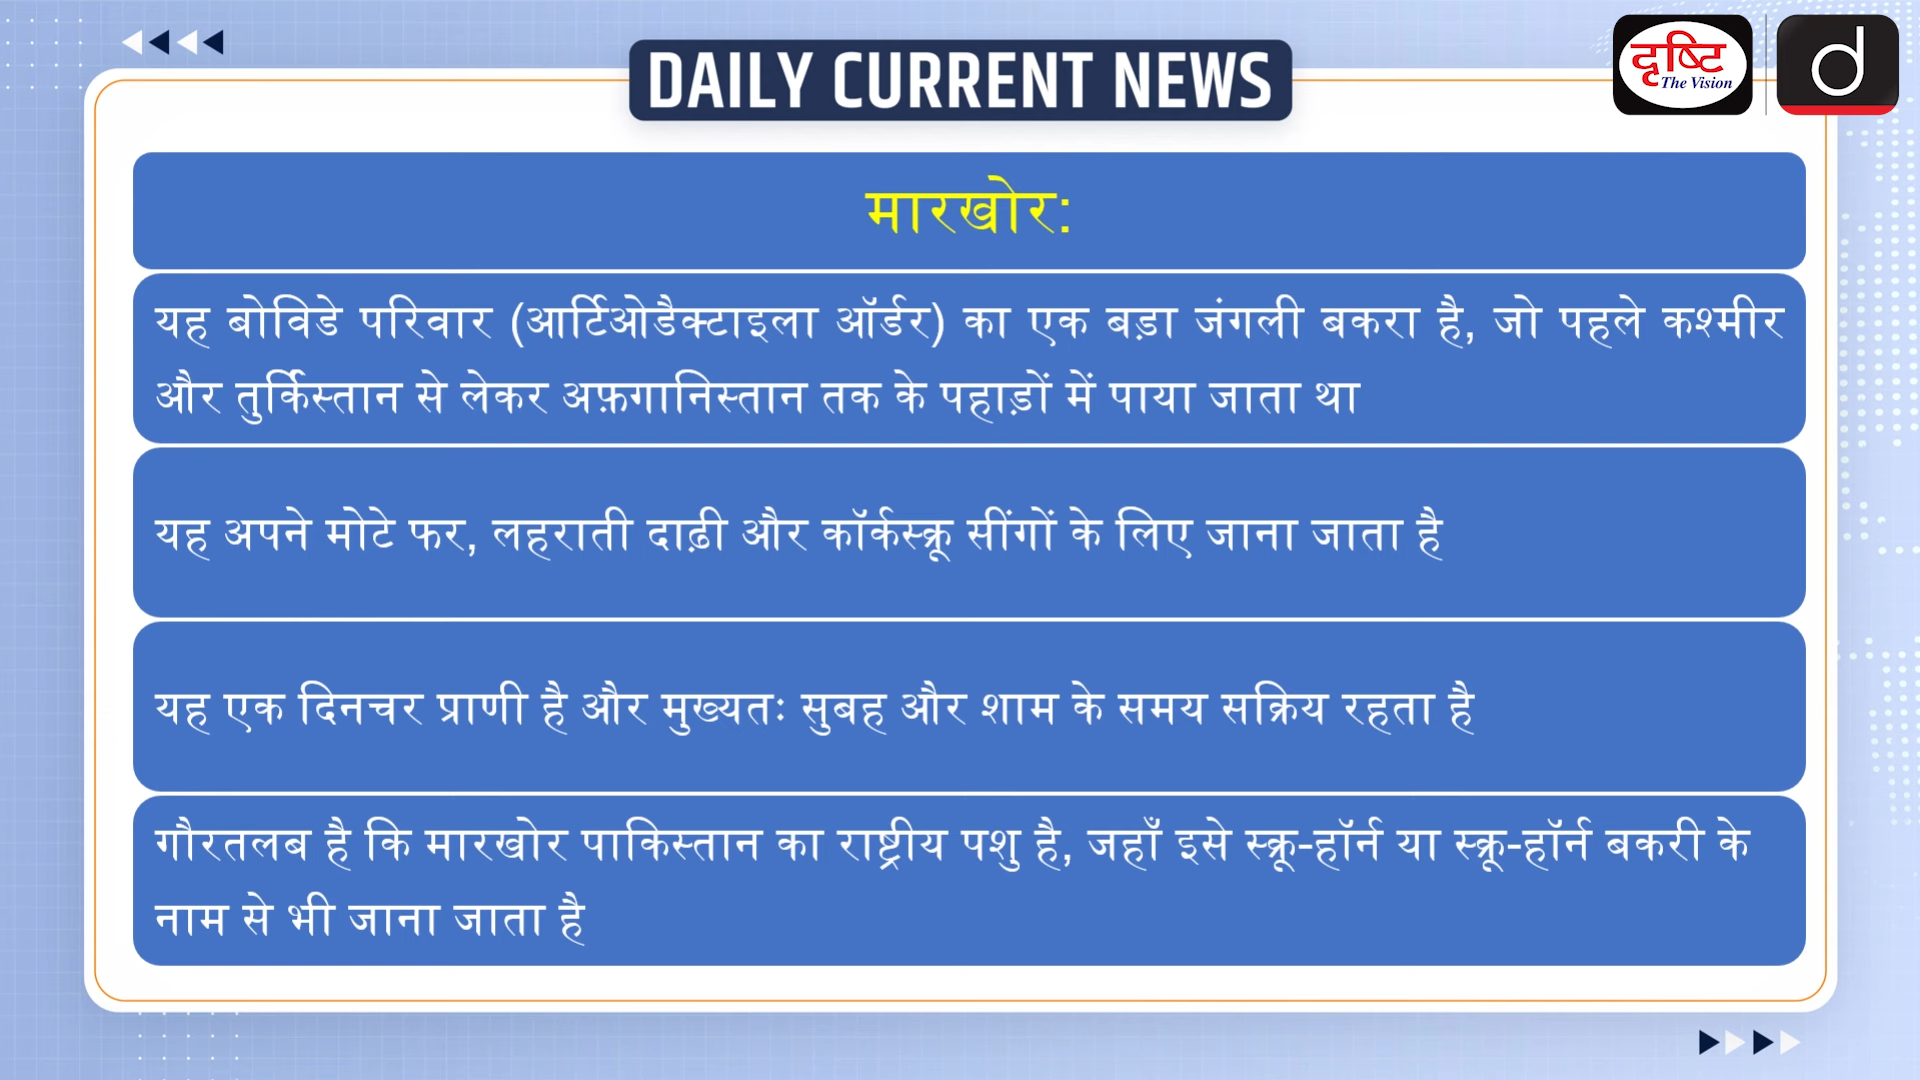 DAILY CURRENT NEWS
दृष्टि
The Vision
d
मारखोर:
यह बोविडे परिवार (आर्टिओडैक्टाइला ऑर्डर) का एक बड़ा जंगली बकरा है, जो पहले कश्मीर
और तुर्किस्तान से लेकर अफ़गानिस्तान तक के पहाड़ों में पाया जाता था
यह अपने मोटे फर, लहराती दाढ़ी और कॉर्कस्क्रू सींगों के लिए जाना जाता है
यह एक दिनचर प्राणी है और मुख्यतः सुबह और शाम के समय सक्रिय रहता है
गौरतलब है कि मारखोर पाकिस्तान का राष्ट्रीय पशु है, जहाँ इसे स्क्रू-हॉर्न या स्क्रू-हॉर्न बकरी के
नाम से भी जाना जाता है